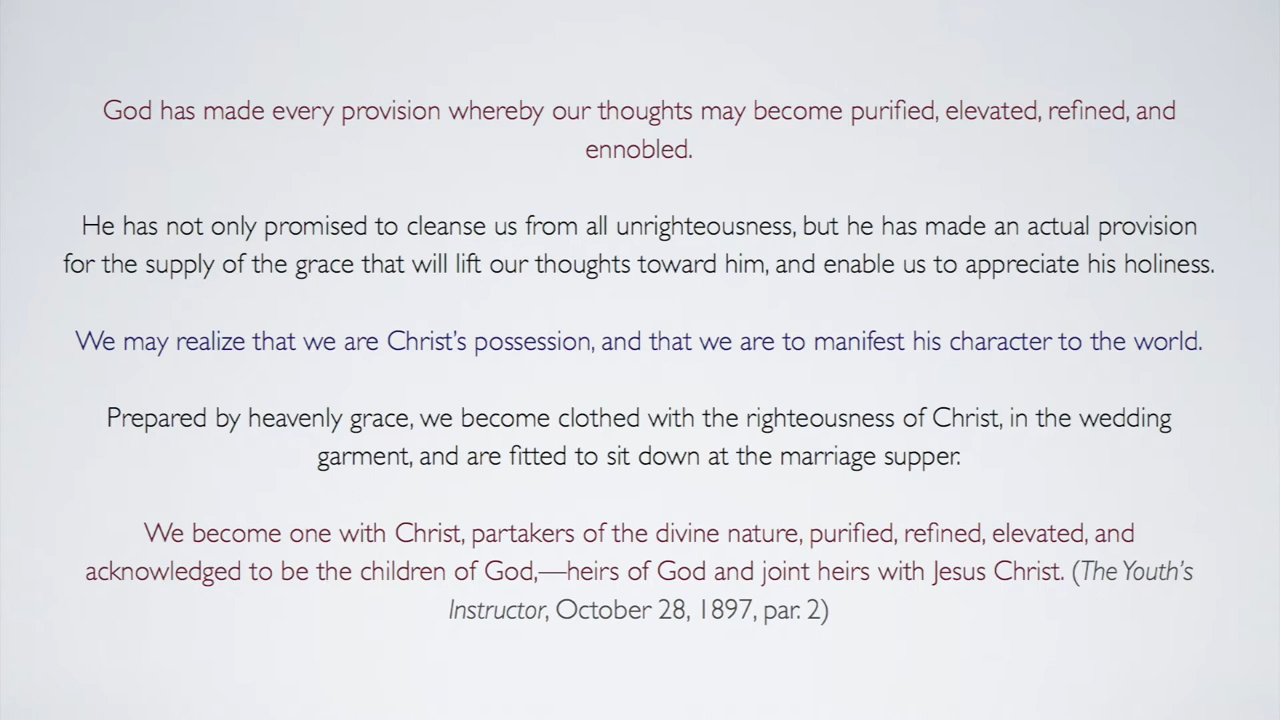 God has made every provision whereby our thoughts may become purified, elevated, refined, and
ennobled.
He has not only promised to cleanse us from all unrighteousness, but he has made an actual provision
for the supply of the grace that will lift our thoughts toward him, and enable us to appreciate his holiness.
We may realize that we are Christ's possession, and that we are to manifest his character to the world.
Prepared by heavenly grace, we become clothed with the righteousness of Christ, in the wedding
garment, and are fitted to sit down at the marriage supper.
We become one with Christ, partakers of the divine nature, purified, refined, elevated, and
acknowledged to be the children of God,—heirs of God and joint heirs with Jesus Christ. (The Youth's
Instructor, October 28, 1897, par. 2)